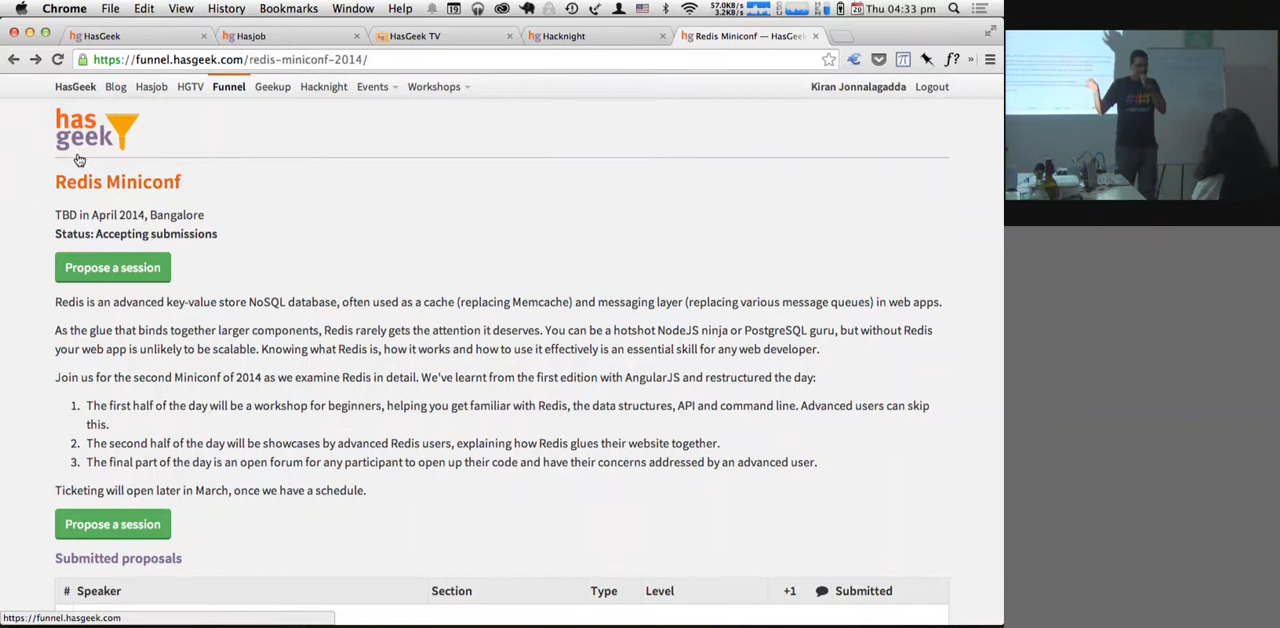 Chrome File Edit View History Bookmarks Window Help 19 57.0KB/s 3.2KB/s 20 Thu 04:33 pm
hg HasGeek × hg Hasjob × HasGeek TV × hg Hacknight × hg Redis Miniconf — HasGee ×
https://funnel.hasgeek.com/redis-miniconf-2014/ f? »
HasGeek Blog Hasjob HGTV Funnel Geekup Hacknight Events Workshops Kiran Jonnalagadda Logout
has
geek
Redis Miniconf
TBD in April 2014, Bangalore
Status: Accepting submissions
Propose a session
Redis is an advanced key-value store NoSQL database, often used as a cache (replacing Memcache) and messaging layer (replacing various message queues) in web apps.
As the glue that binds together larger components, Redis rarely gets the attention it deserves. You can be a hotshot NodeJS ninja or PostgreSQL guru, but without Redis
your web app is unlikely to be scalable. Knowing what Redis is, how it works and how to use it effectively is an essential skill for any web developer.
Join us for the second Miniconf of 2014 as we examine Redis in detail. We've learnt from the first edition with AngularJS and restructured the day:
1. The first half of the day will be a workshop for beginners, helping you get familiar with Redis, the data structures, API and command line. Advanced users can skip
this.
2. The second half of the day will be showcases by advanced Redis users, explaining how Redis glues their website together.
3. The final part of the day is an open forum for any participant to open up their code and have their concerns addressed by an advanced user.
Ticketing will open later in March, once we have a schedule.
Propose a session
Submitted proposals
# Speaker Section Type Level +1 Submitted
https://funnel.hasgeek.com